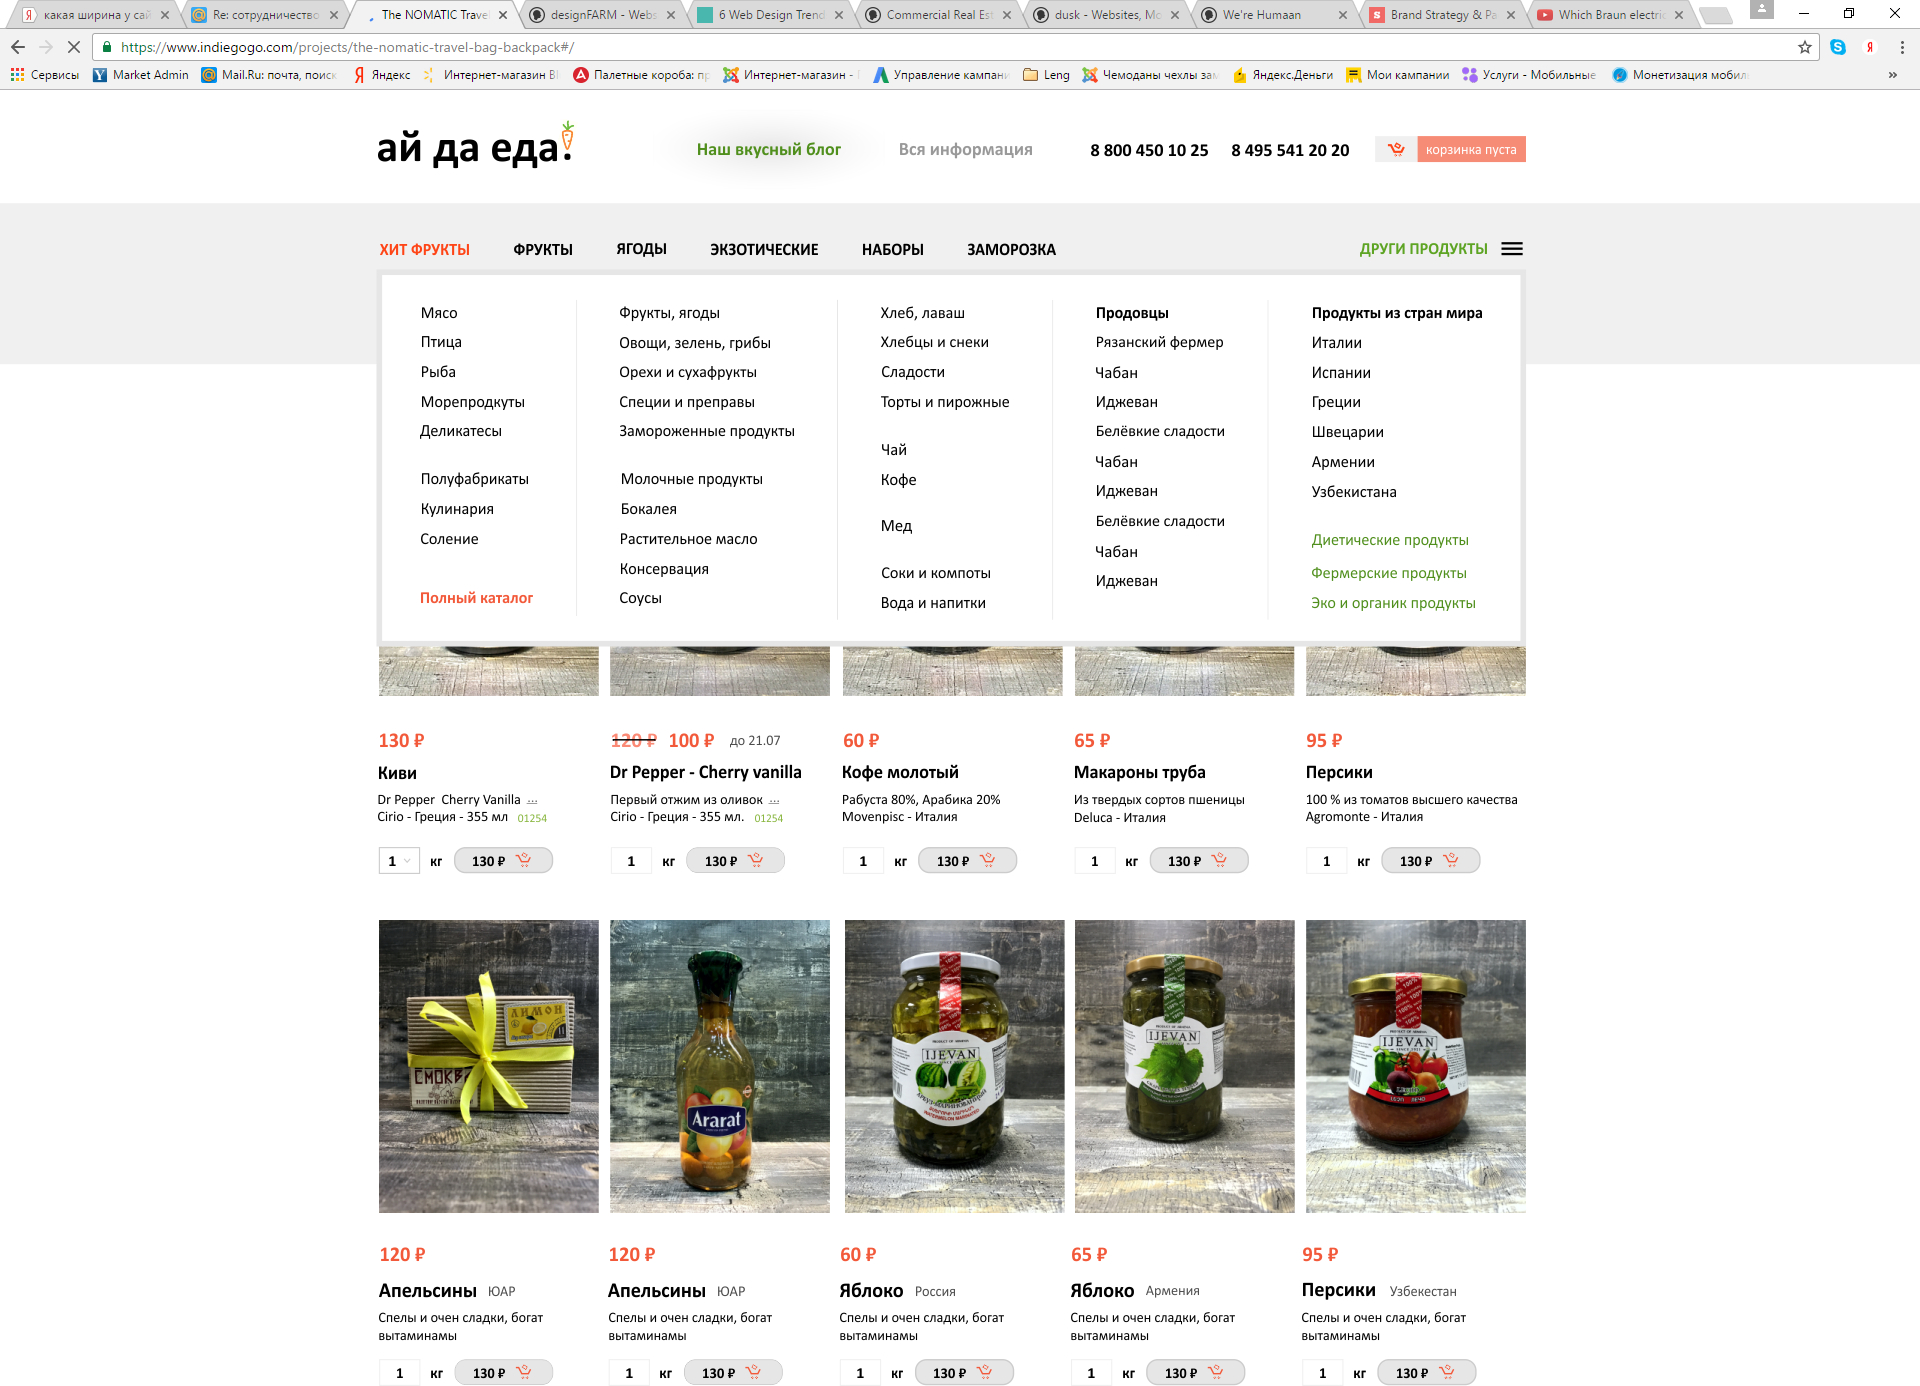 какая ширина у сай
Re: сотрудничество
The NOMATIC Trave
designFARM - Webs
6 Web Design Trend
Commercial Real Est
dusk - Websites, Mo
We're Humaan
Brand Strategy & Pa
Which Braun electric
https://www.indiegogo.com/projects/the-nomatic-travel-bag-backpack#/
Сервисы
Market Admin
Mail.Ru: почта, поиск
Яндекс
Интернет-магазин В
Палетные короба: п
Интернет-магазин -
Управление кампани
Leng
Чемоданы чехлы зам
Яндекс.Деньги
Мои кампании
Услуги - Мобильные
Монетизация мобил
ай да еда!
Наш вкусный блог
Вся информация
8 800 450 10 25
8 495 541 20 20
корзинка пуста
ХИТ ФРУКТЫ
ФРУКТЫ
ЯГОДЫ
ЭКЗОТИЧЕСКИЕ
НАБОРЫ
ЗАМОРОЗКА
ДРУГИ ПРОДУКТЫ
Мясо
Птица
Рыба
Морепродкуты
Деликатесы
Полуфабрикаты
Кулинария
Соление
Полный каталог
Фрукты, ягоды
Овощи, зелень, грибы
Орехи и сухафрукты
Специи и преправы
Замороженные продукты
Молочные продукты
Бокалея
Растительное масло
Консервация
Соусы
Хлеб, лаваш
Хлебцы и снеки
Сладости
Торты и пирожные
Чай
Кофе
Мед
Соки и компоты
Вода и напитки
Продовцы
Рязанский фермер
Чабан
Иджеван
Белёвкие сладости
Чабан
Иджеван
Белёвкие сладости
Чабан
Иджеван
Продукты из стран мира
Италии
Испании
Греции
Швецарии
Армении
Узбекистана
Диетические продукты
Фермерские продукты
Эко и органик продукты
130 ₽
Киви
Dr Pepper Cherry Vanilla ...
Cirio - Греция - 355 мл 01254
1 кг 130 ₽
120 ₽ 100 ₽ до 21.07
Dr Pepper - Cherry vanilla
Первый отжим из оливок ...
Cirio - Греция - 355 мл. 01254
1 кг 130 ₽
60 ₽
Кофе молотый
Рабуста 80%, Арабика 20%
Movenpisc - Италия
1 кг 130 ₽
65 ₽
Макароны труба
Из твердых сортов пшеницы
Deluca - Италия
1 кг 130 ₽
95 ₽
Персики
100 % из томатов высшего качества
Agromonte - Италия
1 кг 130 ₽
ЛИМОН
СМОКВ
Ararat
IJEVAN
IJEVAN
IJEVAN
120 ₽
Апельсины ЮАР
Спелы и очен сладки, богат
вытаминамы
1 кг 130 ₽
120 ₽
Апельсины ЮАР
Спелы и очен сладки, богат
вытаминамы
1 кг 130 ₽
60 ₽
Яблоко Россия
Спелы и очен сладки, богат
вытаминамы
1 кг 130 ₽
65 ₽
Яблоко Армения
Спелы и очен сладки, богат
вытаминамы
1 кг 130 ₽
95 ₽
Персики Узбекестан
Спелы и очен сладки, богат
вытаминамы
1 кг 130 ₽